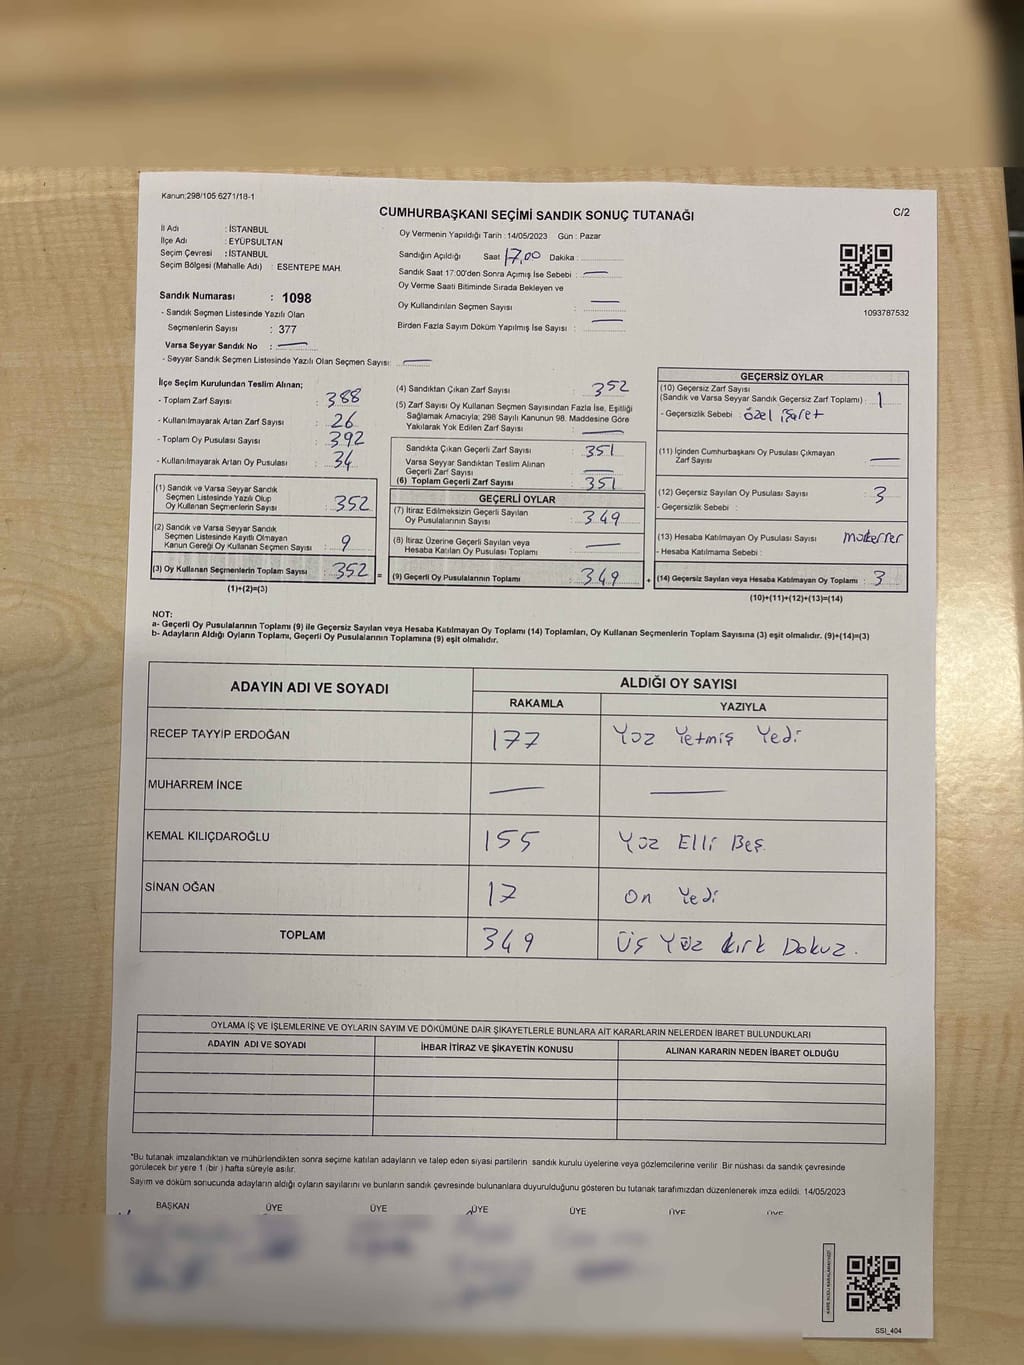 Kanun:298/105 6271/18-1
CUMHURBAŞKANI SEÇİMİ SANDIK SONUÇ TUTANAĞI
C/2
İl Adı : İSTANBUL
İlçe Adı : EYÜPSULTAN
Seçim Çevresi : İSTANBUL
Seçim Bölgesi (Mahalle Adı) : ESENTEPE MAH.
Sandık Numarası : 1098
- Sandık Seçmen Listesinde Yazılı Olan
Seçmenlerin Sayısı : 377
Varsa Seyyar Sandık No : —
- Seyyar Sandık Seçmen Listesinde Yazılı Olan Seçmen Sayısı: —
Oy Vermenin Yapıldığı Tarih : 14/05/2023 Gün : Pazar
Sandığın Açıldığı Saat 17.00 Dakika :
Sandık Saat 17:00'den Sonra Açımış İse Sebebi : —
Oy Verme Saati Bitiminde Sırada Bekleyen ve
Oy Kullandırılan Seçmen Sayısı : —
Birden Fazla Sayım Döküm Yapılmış İse Sayısı : —
1093787532
İlçe Seçim Kurulundan Teslim Alınan;
- Toplam Zarf Sayısı : 388
- Kullanılmayarak Artan Zarf Sayısı : 26
- Toplam Oy Pusulası Sayısı : 392
- Kullanılmayarak Artan Oy Pusulası : 34
(1) Sandık ve Varsa Seyyar Sandık
Seçmen Listesinde Yazılı Olup
Oy Kullanan Seçmenlerin Sayısı : 352
(2) Sandık ve Varsa Seyyar Sandık
Seçmen Listesinde Kayıtlı Olmayan
Kanun Gereği Oy Kullanan Seçmen Sayısı : 9
(3) Oy Kullanan Seçmenlerin Toplam Sayısı : 352
(1)+(2)=(3)
(4) Sandıktan Çıkan Zarf Sayısı : 352
(5) Zarf Sayısı Oy Kullanan Seçmen Sayısından Fazla İse, Eşitliği
Sağlamak Amacıyla; 298 Sayılı Kanunun 98. Maddesine Göre
Yakılarak Yok Edilen Zarf Sayısı : —
Sandıkta Çıkan Geçerli Zarf Sayısı : 351
Varsa Seyyar Sandıktan Teslim Alınan
Geçerli Zarf Sayısı : —
(6) Toplam Geçerli Zarf Sayısı : 351
GEÇERLİ OYLAR
(7) İtiraz Edilmeksizin Geçerli Sayılan
Oy Pusulalarının Sayısı : 349
(8) İtiraz Üzerine Geçerli Sayılan veya
Hesaba Katılan Oy Pusulası Toplamı : —
= (9) Geçerli Oy Pusulalarının Toplamı : 349
GEÇERSİZ OYLAR
(10) Geçersiz Zarf Sayısı
(Sandık ve Varsa Seyyar Sandık Geçersiz Zarf Toplamı) : 1
- Geçersizlik Sebebi : özel işaret
(11) İçinden Cumhurbaşkanı Oy Pusulası Çıkmayan
Zarf Sayısı : —
(12) Geçersiz Sayılan Oy Pusulası Sayısı : 3
- Geçersizlik Sebebi :
(13) Hesaba Katılmayan Oy Pusulası Sayısı mükerrer
- Hesaba Katılmama Sebebi :
+ (14) Geçersiz Sayılan veya Hesaba Katılmayan Oy Toplamı : 3
(10)+(11)+(12)+(13)=(14)
NOT:
a- Geçerli Oy Pusulalarının Toplamı (9) ile Geçersiz Sayılan veya Hesaba Katılmayan Oy Toplamı (14) Toplamları, Oy Kullanan Seçmenlerin Toplam Sayısına (3) eşit olmalıdır. (9)+(14)=(3)
b- Adayların Aldığı Oyların Toplamı, Geçerli Oy Pusulalarının Toplamına (9) eşit olmalıdır.
ADAYIN ADI VE SOYADI
ALDIĞI OY SAYISI
RAKAMLA YAZIYLA
RECEP TAYYİP ERDOĞAN 177 Yüz Yetmiş Yedi
MUHARREM İNCE — —
KEMAL KILIÇDAROĞLU 155 Yüz Elli Beş
SİNAN OĞAN 17 On Yedi
TOPLAM 349 Üç Yüz Kırk Dokuz.
OYLAMA İŞ VE İŞLEMLERİNE VE OYLARIN SAYIM VE DÖKÜMÜNE DAİR ŞİKAYETLERLE BUNLARA AİT KARARLARIN NELERDEN İBARET BULUNDUKLARI
ADAYIN ADI VE SOYADI İHBAR İTİRAZ VE ŞİKAYETİN KONUSU ALINAN KARARIN NEDEN İBARET OLDUĞU
*Bu tutanak imzalandıktan ve mühürlendikten sonra seçime katılan adayların ve talep eden siyasi partilerin sandık kurulu üyelerine veya gözlemcilerine verilir. Bir nüshası da sandık çevresinde
görülecek bir yere 1 (bir ) hafta süreyle asılır.
Sayım ve döküm sonucunda adayların aldığı oyların sayılarını ve bunların sandık çevresinde bulunanlara duyurulduğunu gösteren bu tutanak tarafımızdan düzenlenerek imza edildi. 14/05/2023
BAŞKAN ÜYE ÜYE ÜYE ÜYE ÜYE ÜYE
SSI_404